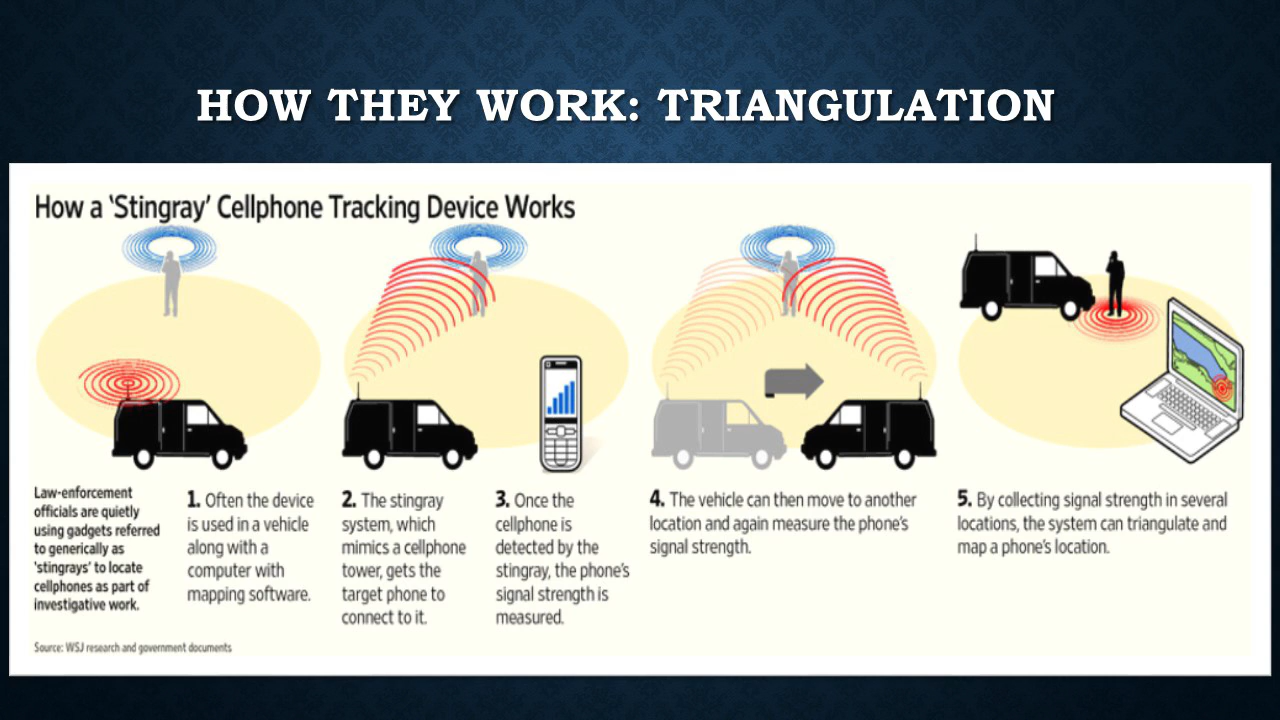 HOW THEY WORK: TRIANGULATION
How a 'Stingray' Cellphone Tracking Device Works
Law-enforcement
officials are quietly
using gadgets referred
to generically as
'stingrays' to locate
cellphones as part of
investigative work.
1. Often the device
is used in a vehicle
along with a
computer with
mapping software.
2. The stingray
system, which
mimics a cellphone
tower, gets the
target phone to
connect to it.
3. Once the
cellphone is
detected by the
stingray, the phone's
signal strength is
measured.
4. The vehicle can then move to another
location and again measure the phone's
signal strength.
5. By collecting signal strength in several
locations, the system can triangulate and
map a phone's location.
Source: WSJ research and government documents